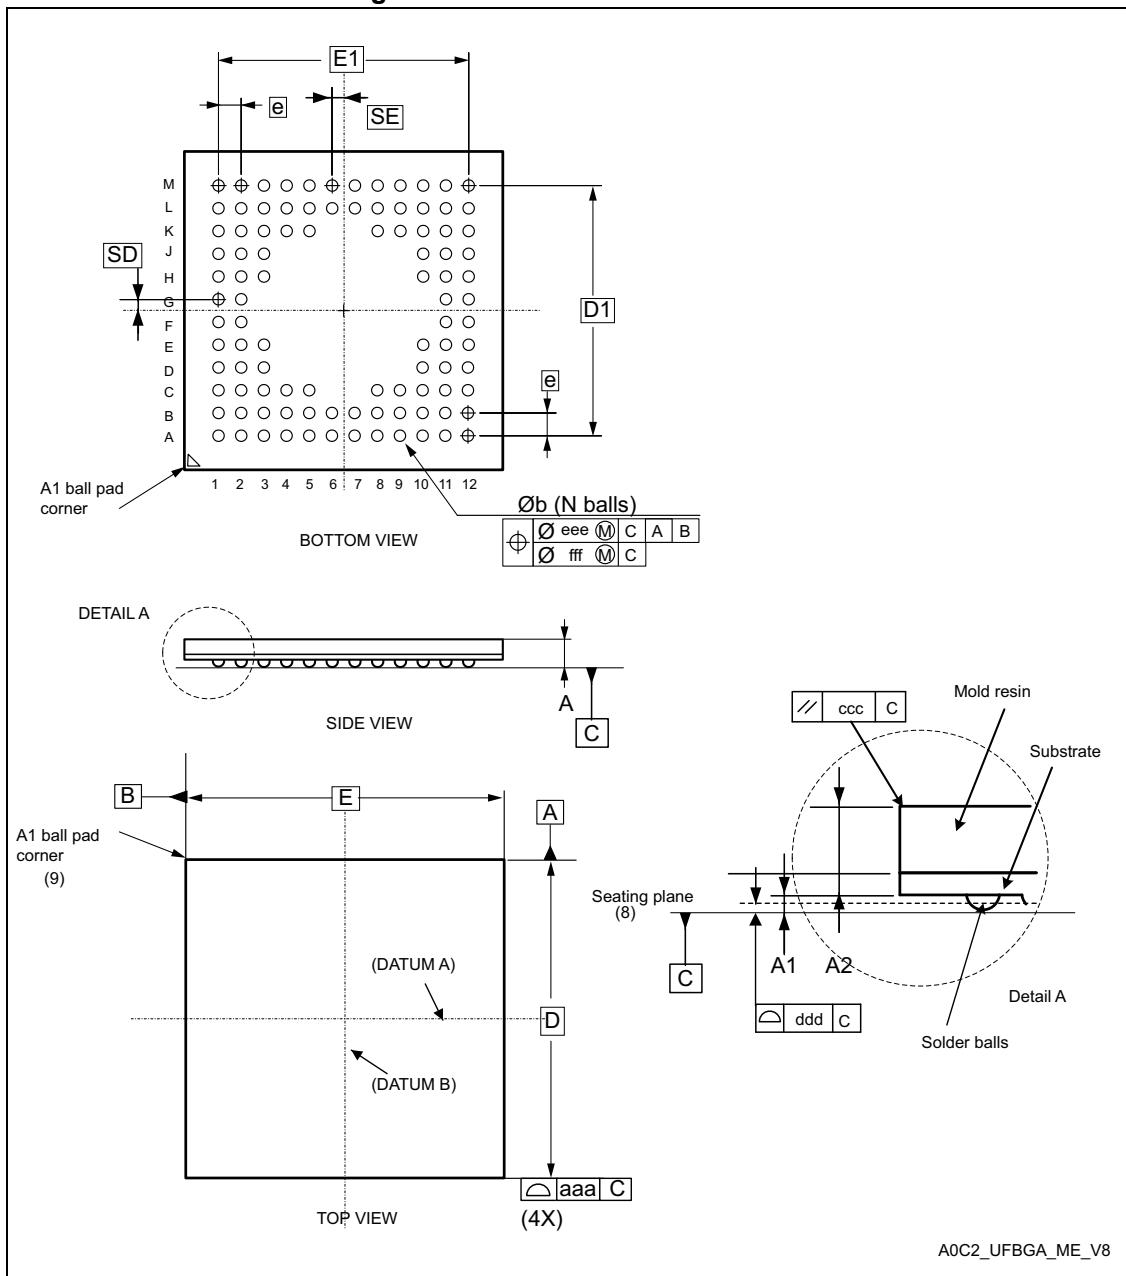 E1
e
SE
M
L
K
J
H
G
F
E
D
C
B
A
SD
D1
e
1 2 3 4 5 6 7 8 9 10 11 12
A1 ball pad
corner
BOTTOM VIEW
Øb (N balls)
Ø eee Ⓜ C A B
Ø fff Ⓜ C
DETAIL A
A
C
SIDE VIEW
ccc C
Mold resin
Substrate
Seating plane
(8)
C
A1 A2
ddd C
Detail A
Solder balls
B
E
A
A1 ball pad
corner
(9)
(DATUM A)
D
(DATUM B)
aaa C
(4X)
TOP VIEW
A0C2_UFBGA_ME_V8